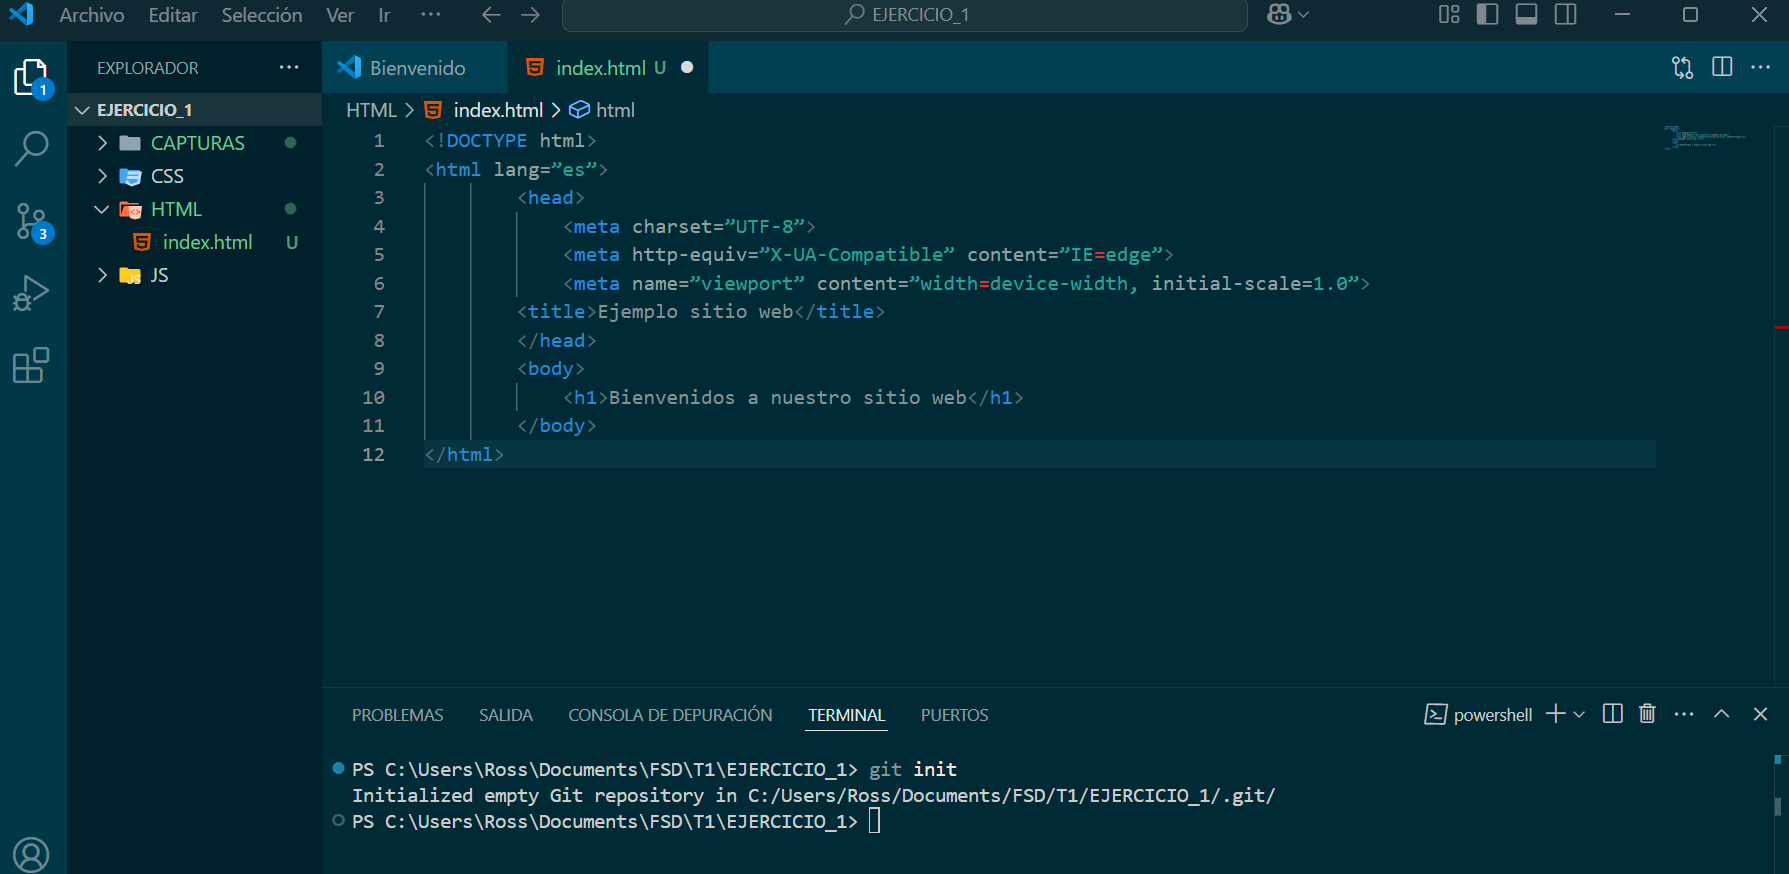 Archivo Editar Selección Ver Ir ··· EJERCICIO_1
EXPLORADOR ···
EJERCICIO_1
CAPTURAS
CSS
HTML
index.html U
JS
1
3
Bienvenido index.html U
HTML > index.html > html
1 <!DOCTYPE html>
2 <html lang=”es”>
3 <head>
4 <meta charset=”UTF-8”>
5 <meta http-equiv=”X-UA-Compatible” content=”IE=edge”>
6 <meta name=”viewport” content=”width=device-width, initial-scale=1.0”>
7 <title>Ejemplo sitio web</title>
8 </head>
9 <body>
10 <h1>Bienvenidos a nuestro sitio web</h1>
11 </body>
12 </html>
PROBLEMAS SALIDA CONSOLA DE DEPURACIÓN TERMINAL PUERTOS powershell
PS C:\Users\Ross\Documents\FSD\T1\EJERCICIO_1> git init
Initialized empty Git repository in C:/Users/Ross/Documents/FSD/T1/EJERCICIO_1/.git/
PS C:\Users\Ross\Documents\FSD\T1\EJERCICIO_1>